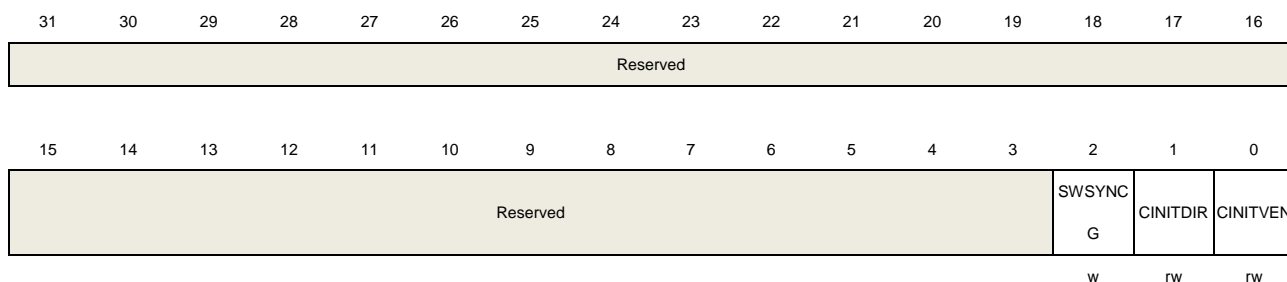 31 30 29 28 27 26 25 24 23 22 21 20 19 18 17 16
Reserved
15 14 13 12 11 10 9 8 7 6 5 4 3 2 1 0
Reserved SWSYNC CINITDIR CINITVEN
G
w rw rw